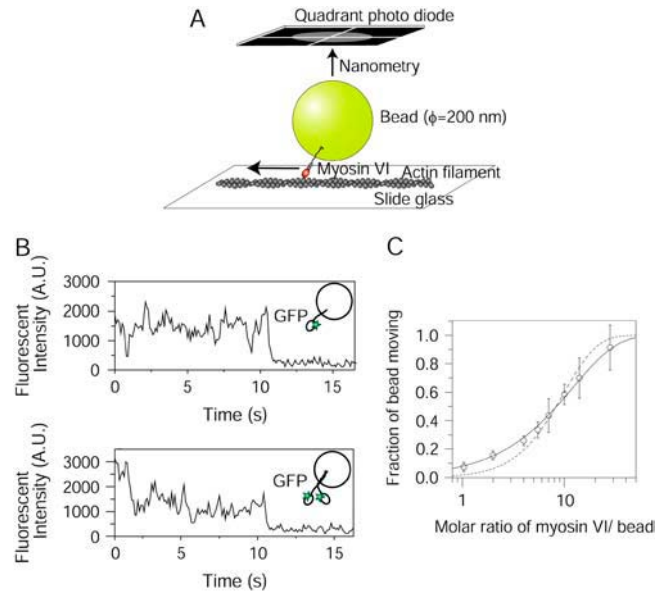 A
Quadrant photo diode
Nanometry
Bead (ϕ=200 nm)
Myosin VI
Actin filament
Slide glass
B
Fluorescent
Intensity (A.U.)
3000
2000
1000
0
GFP
0 5 10 15
Time (s)
Fluorescent
Intensity (A.U.)
3000
2000
1000
0
GFP
0 5 10 15
Time (s)
C
Fraction of bead moving
1.0
0.8
0.6
0.4
0.2
0.0
1 10
Molar ratio of myosin VI/ bead